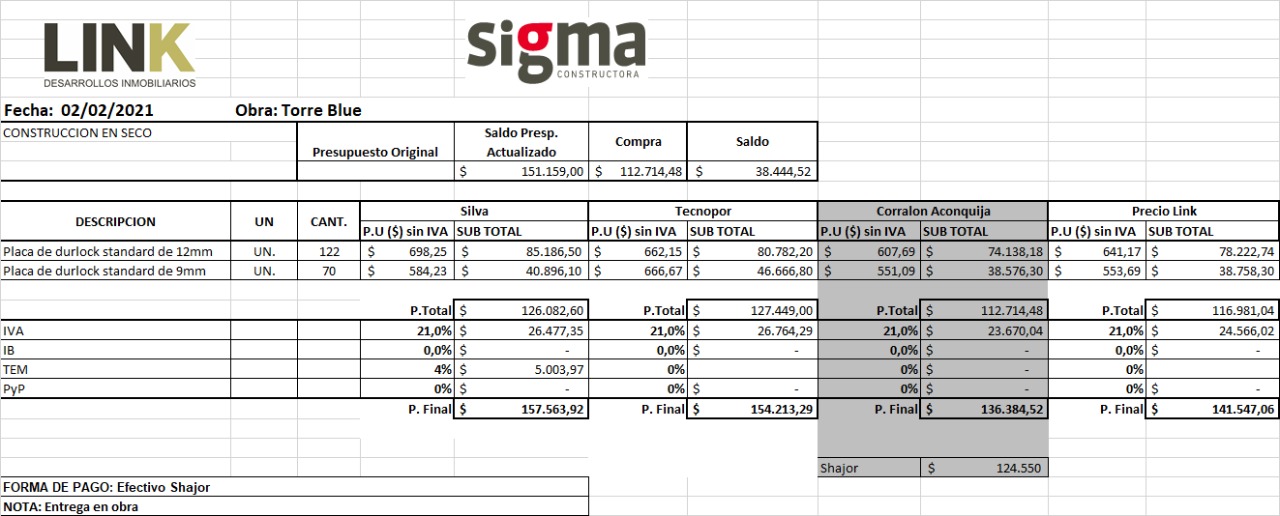 LINK
DESARROLLOS INMOBILIARIOS
sigma
CONSTRUCTORA
Fecha: 02/02/2021 Obra: Torre Blue
CONSTRUCCION EN SECO
Presupuesto Original
Saldo Presp. Actualizado
Compra
Saldo
$ 151.159,00 $ 112.714,48 $ 38.444,52
DESCRIPCION UN CANT. Silva Tecnopor Corralon Aconquija Precio Link
P.U ($) sin IVA SUB TOTAL P.U ($) sin IVA SUB TOTAL P.U ($) sin IVA SUB TOTAL P.U ($) sin IVA SUB TOTAL
Placa de durlock standard de 12mm UN. 122 $ 698,25 $ 85.186,50 $ 662,15 $ 80.782,20 $ 607,69 $ 74.138,18 $ 641,17 $ 78.222,74
Placa de durlock standard de 9mm UN. 70 $ 584,23 $ 40.896,10 $ 666,67 $ 46.666,80 $ 551,09 $ 38.576,30 $ 553,69 $ 38.758,30
P.Total $ 126.082,60 P.Total $ 127.449,00 P.Total $ 112.714,48 P.Total $ 116.981,04
IVA 21,0% $ 26.477,35 21,0% $ 26.764,29 21,0% $ 23.670,04 21,0% $ 24.566,02
IB 0,0% $ - 0,0% $ - 0,0% $ - 0,0% $ -
TEM 4% $ 5.003,97 0% 0% $ - 0%
PyP 0% $ - 0% $ - 0% $ - 0% $ -
P. Final $ 157.563,92 P. Final $ 154.213,29 P. Final $ 136.384,52 P. Final $ 141.547,06
Shajor $ 124.550
FORMA DE PAGO: Efectivo Shajor
NOTA: Entrega en obra